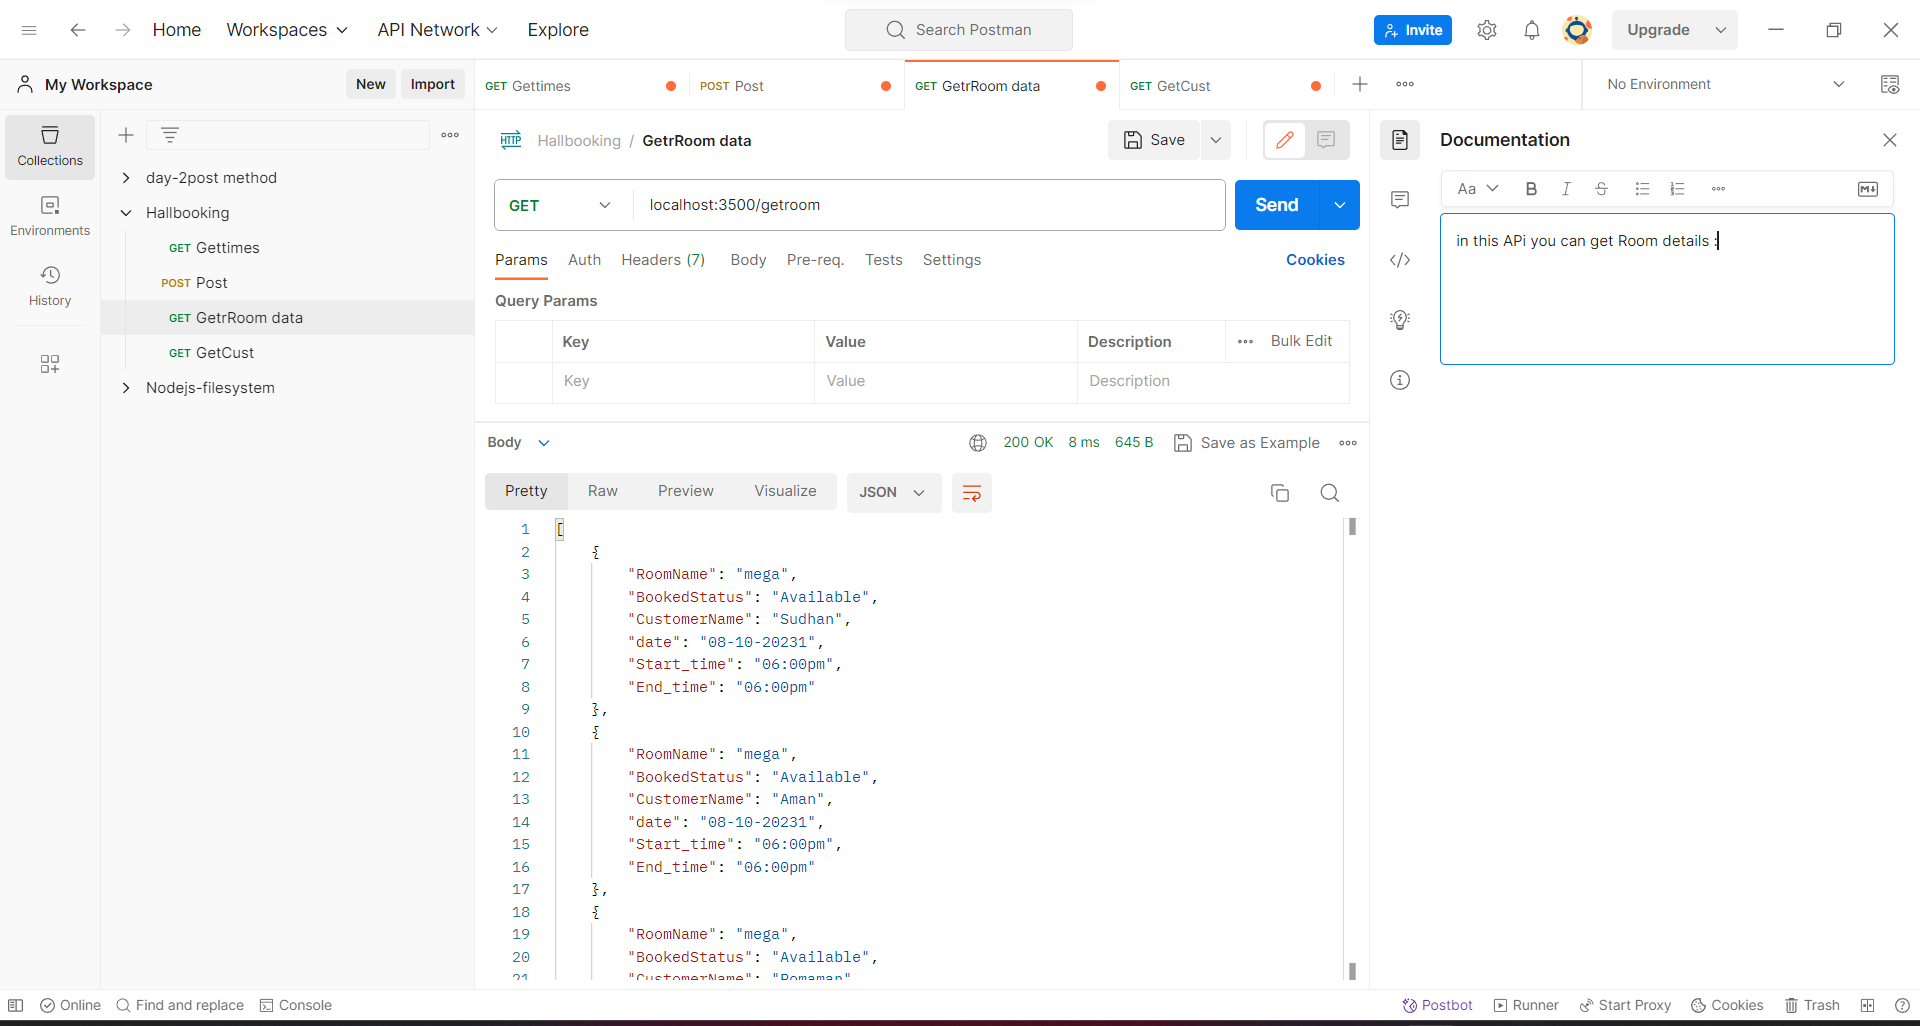 Home Workspaces API Network Explore Search Postman Invite Upgrade
My Workspace New Import GET Gettimes POST Post GET GetrRoom data GET GetCust No Environment
Collections
Environments
History
day-2post method
Hallbooking
GET Gettimes
POST Post
GET GetrRoom data
GET GetCust
Nodejs-filesystem
HTTP Hallbooking / GetrRoom data Save
GET localhost:3500/getroom Send
Params Auth Headers (7) Body Pre-req. Tests Settings Cookies
Query Params
Key Value Description Bulk Edit
Key Value Description
Body 200 OK 8 ms 645 B Save as Example
Pretty Raw Preview Visualize JSON
1 [
2 {
3 "RoomName": "mega",
4 "BookedStatus": "Available",
5 "CustomerName": "Sudhan",
6 "date": "08-10-20231",
7 "Start_time": "06:00pm",
8 "End_time": "06:00pm"
9 },
10 {
11 "RoomName": "mega",
12 "BookedStatus": "Available",
13 "CustomerName": "Aman",
14 "date": "08-10-20231",
15 "Start_time": "06:00pm",
16 "End_time": "06:00pm"
17 },
18 {
19 "RoomName": "mega",
20 "BookedStatus": "Available",
21 "CustomerName":
Documentation
Aa B I S
in this APi you can get Room details :
Online Find and replace Console Postbot Runner Start Proxy Cookies Trash